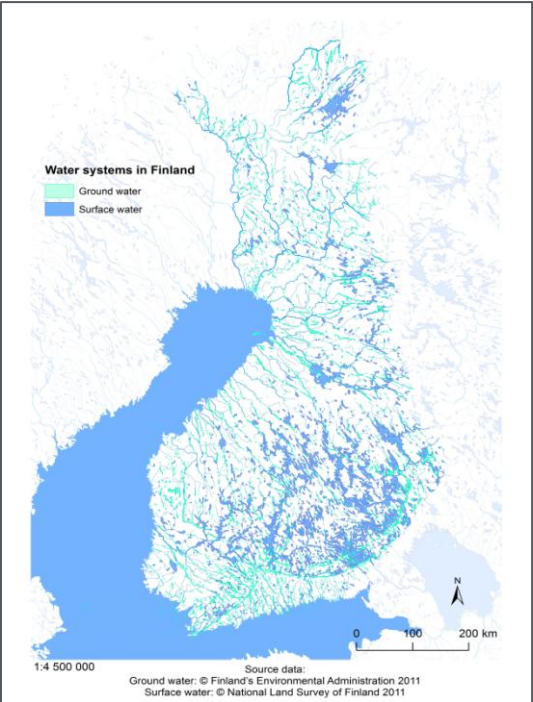 Water systems in Finland
Ground water
Surface water
N
0 100 200 km
1:4 500 000
Source data:
Ground water: © Finland's Environmental Administration 2011
Surface water: © National Land Survey of Finland 2011